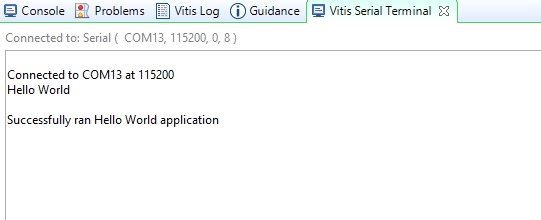 Console Problems Vitis Log Guidance Vitis Serial Terminal
Connected to: Serial ( COM13, 115200, 0, 8 )
Connected to COM13 at 115200
Hello World
Successfully ran Hello World application